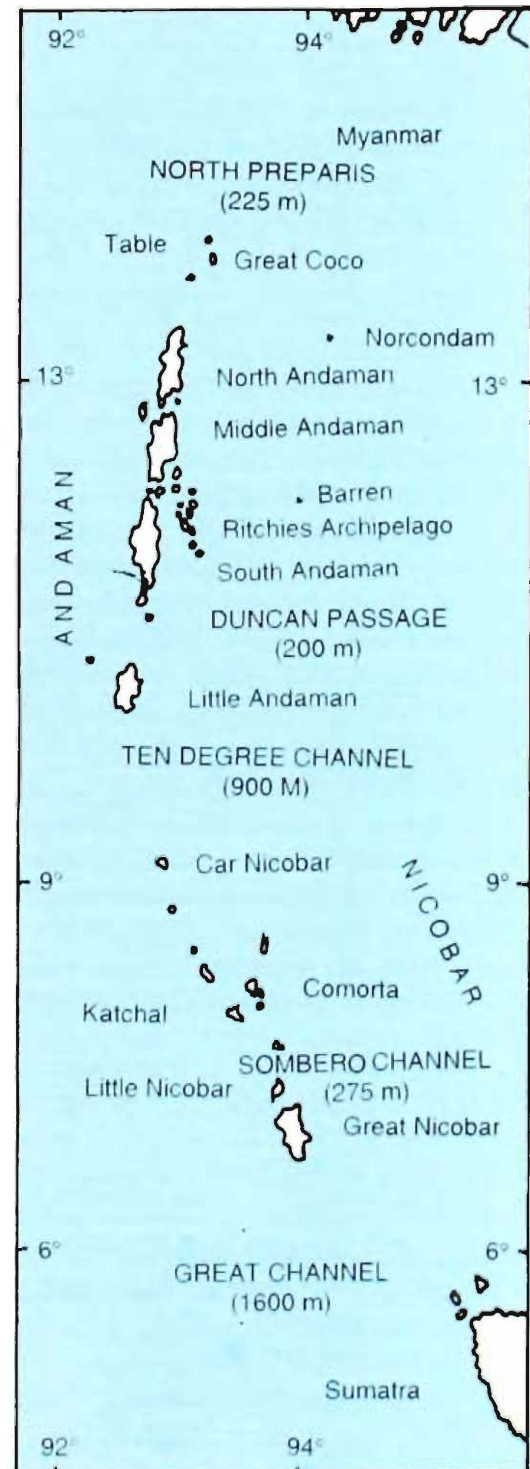 92°
94°
Myanmar
NORTH PREPARIS
(225 m)
Table
Great Coco
Norcondam
13°
North Andaman
13°
Middle Andaman
Barren
Ritchies Archipelago
ANDAMAN
South Andaman
DUNCAN PASSAGE
(200 m)
Little Andaman
TEN DEGREE CHANNEL
(900 M)
Car Nicobar
9°
9°
NICOBAR
Comorta
Katchal
SOMBERO CHANNEL
Little Nicobar
(275 m)
Great Nicobar
6°
6°
GREAT CHANNEL
(1600 m)
Sumatra
92°
94°